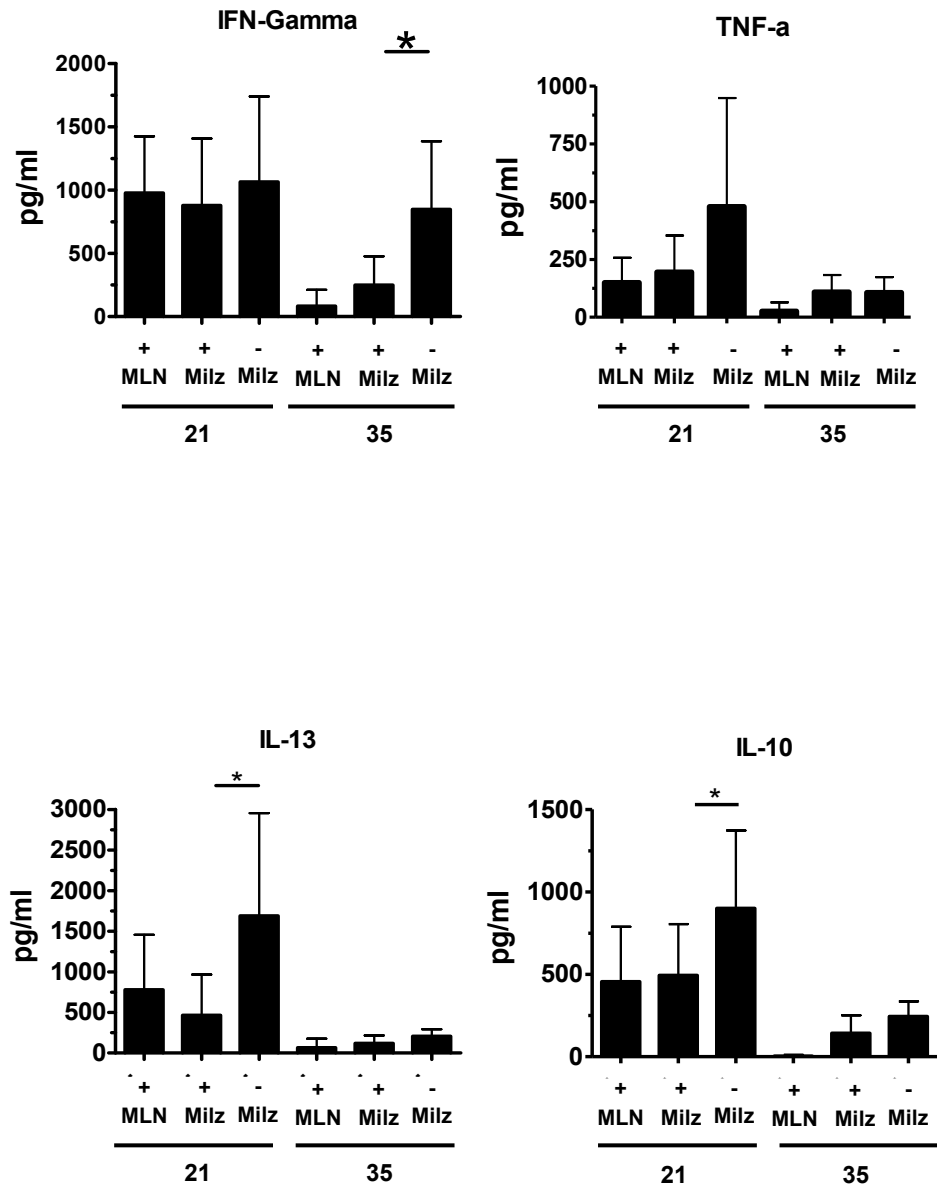 IFN-Gamma
*
pg/ml
2000
1500
1000
500
0
+ + - + + -
MLN Milz Milz MLN Milz Milz
21 35
TNF-a
pg/ml
1000
750
500
250
0
+ + - + + -
MLN Milz Milz MLN Milz Milz
21 35
IL-13
*
pg/ml
3000
2500
2000
1500
1000
500
0
+ + - + + -
MLN Milz Milz MLN Milz Milz
21 35
IL-10
*
pg/ml
1500
1000
500
0
+ + - + + -
MLN Milz Milz MLN Milz Milz
21 35